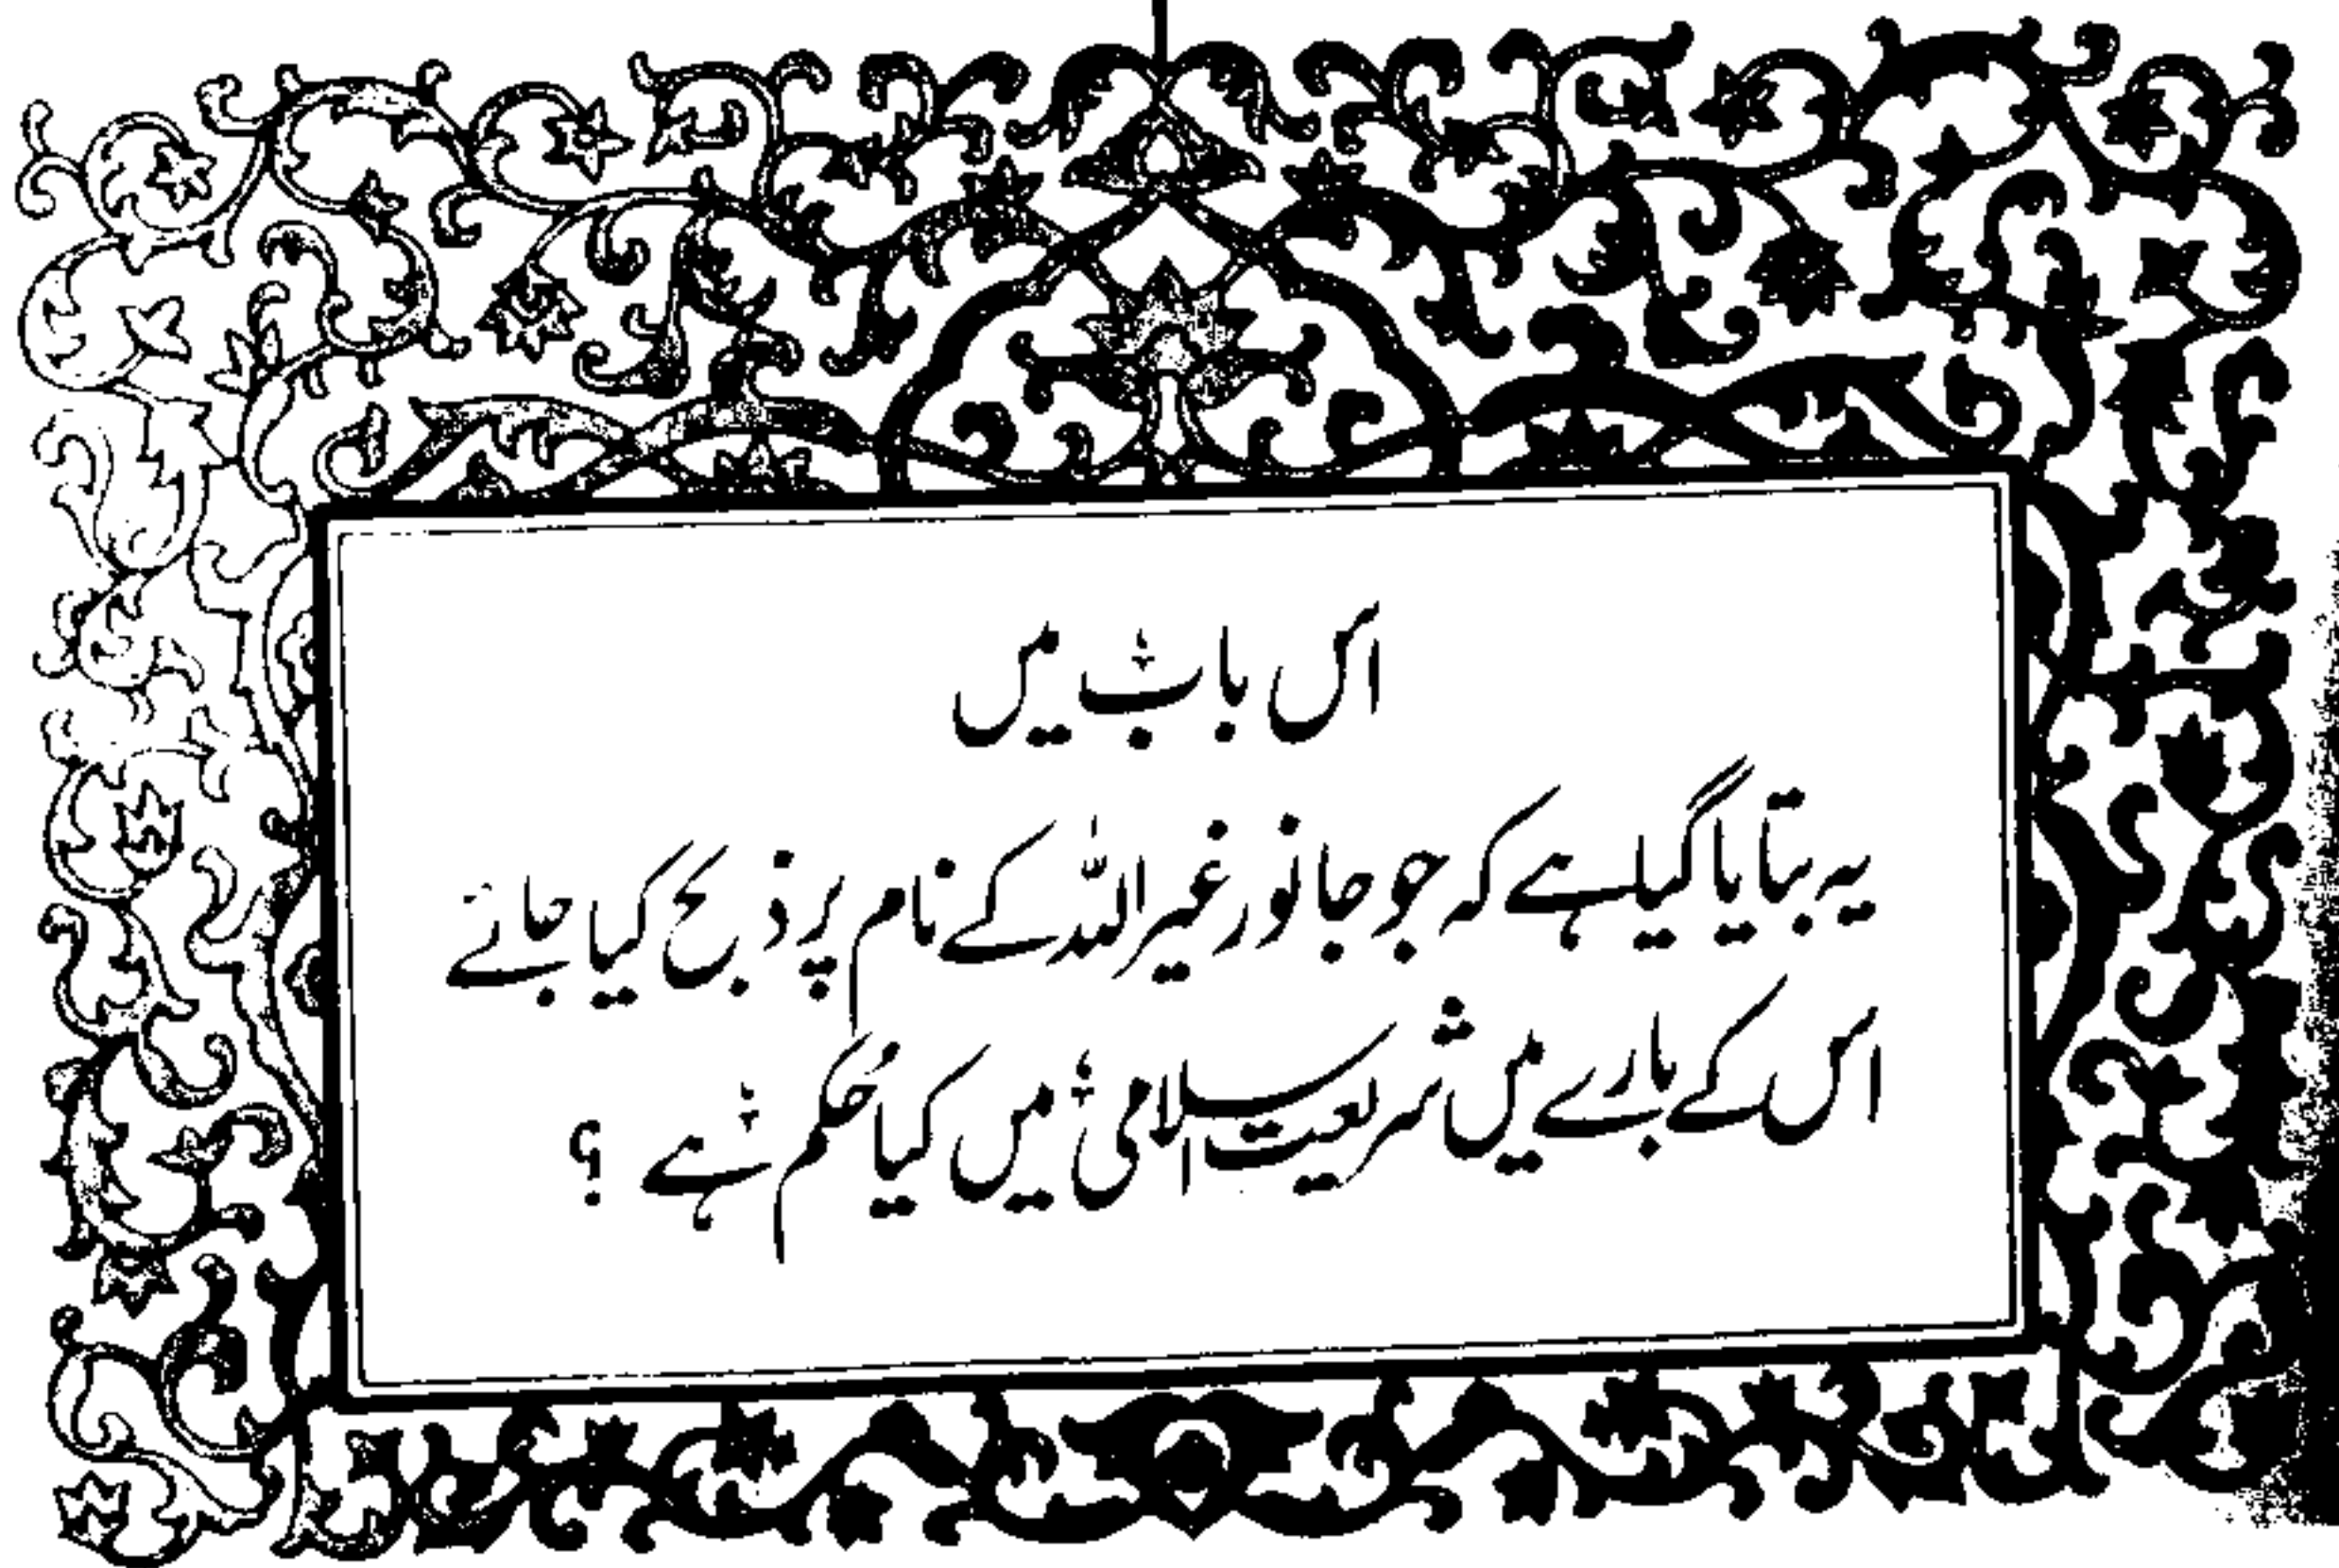 اس باب میں
یہ بتایا گیا ہے کہ جو جانور غیر اللہ کے نام پر ذبح کیا جائے
اس کے بارے میں شریعت اسلامی میں کیا حکم ہے ؟